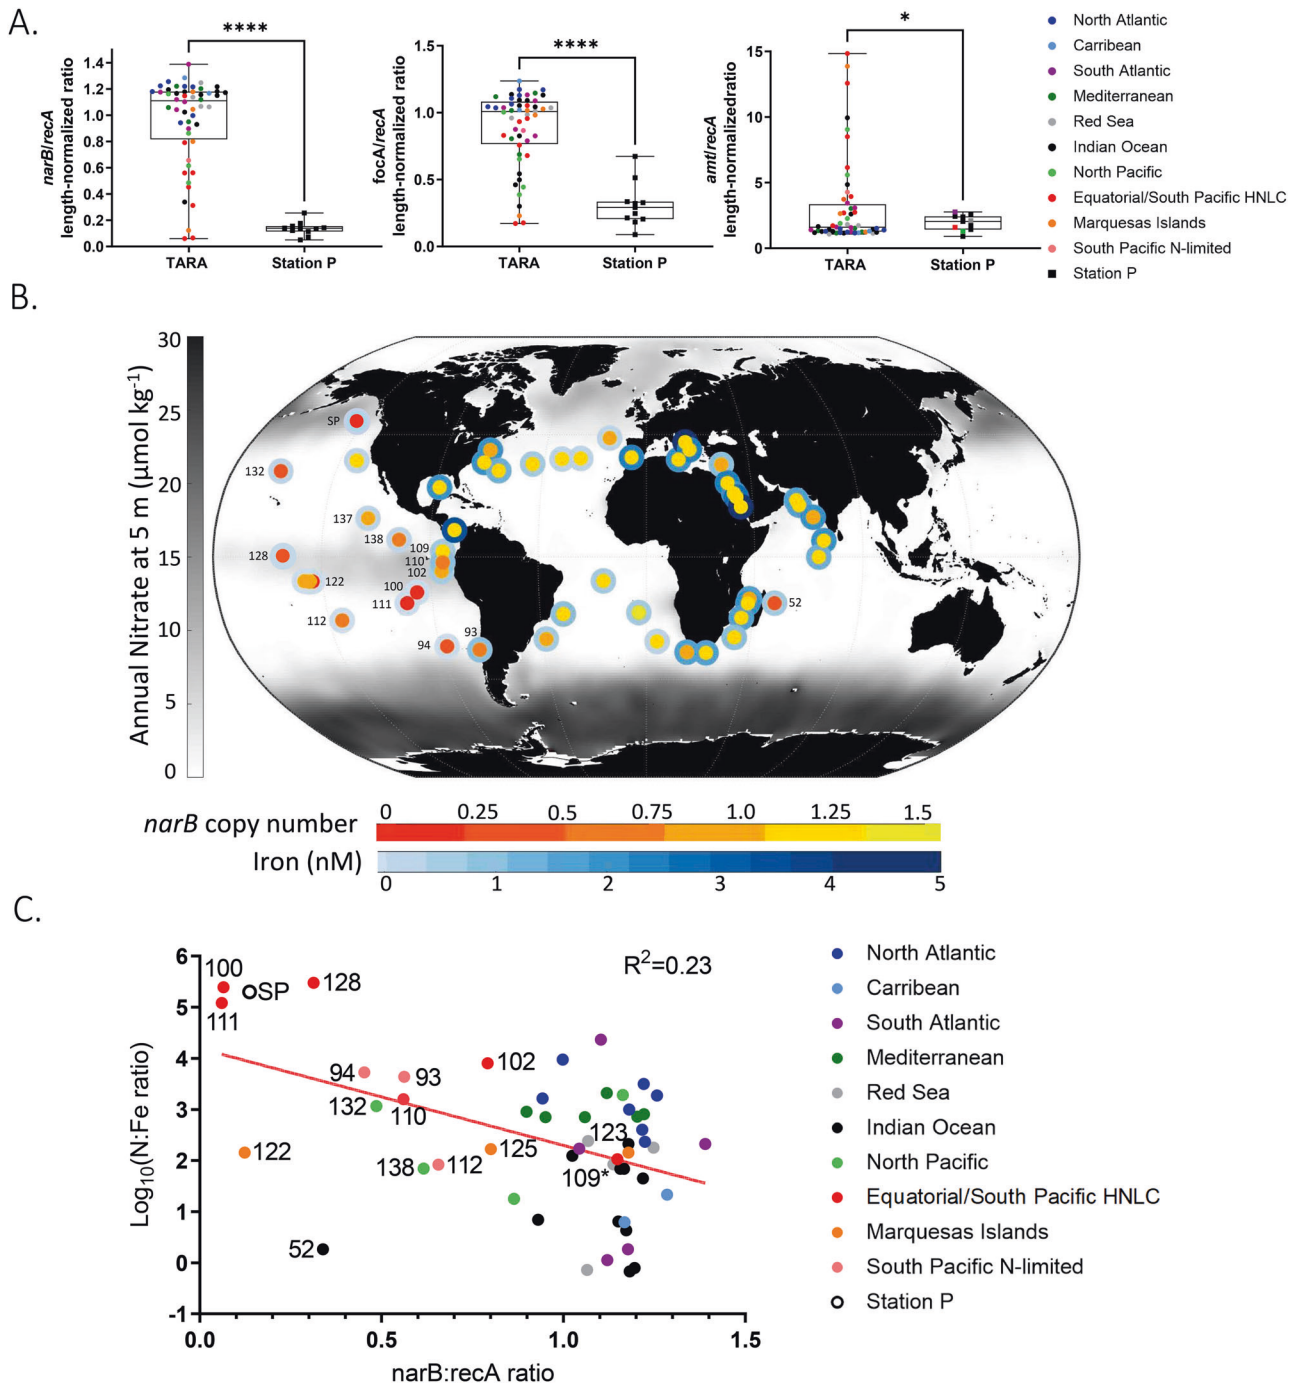 A.
****
narB/recA
length-normalized ratio
1.4
1.2
1.0
0.8
0.6
0.4
0.2
0.0
TARA
Station P
****
focA/recA
length-normalized ratio
1.5
1.0
0.5
0.0
TARA
Station P
*
amt/recA
length-normalizedratio
15
10
5
0
TARA
Station P
North Atlantic
Carribean
South Atlantic
Mediterranean
Red Sea
Indian Ocean
North Pacific
Equatorial/South Pacific HNLC
Marquesas Islands
South Pacific N-limited
Station P
B.
Annual Nitrate at 5 m (µmol kg⁻¹)
30
25
20
15
10
5
0
SP
132
137
138
109
128
110*
102
122
100
111
52
112
93
94
0 0.25 0.5 0.75 1.0 1.25 1.5
narB copy number
Iron (nM)
0 1 2 3 4 5
C.
Log₁₀(N:Fe ratio)
6
5
4
3
2
1
0
-1
R²=0.23
100
SP
128
111
102
94
93
132
110
123
122
125
138
112
109*
52
0.0 0.5 1.0 1.5
narB:recA ratio
North Atlantic
Carribean
South Atlantic
Mediterranean
Red Sea
Indian Ocean
North Pacific
Equatorial/South Pacific HNLC
Marquesas Islands
South Pacific N-limited
Station P